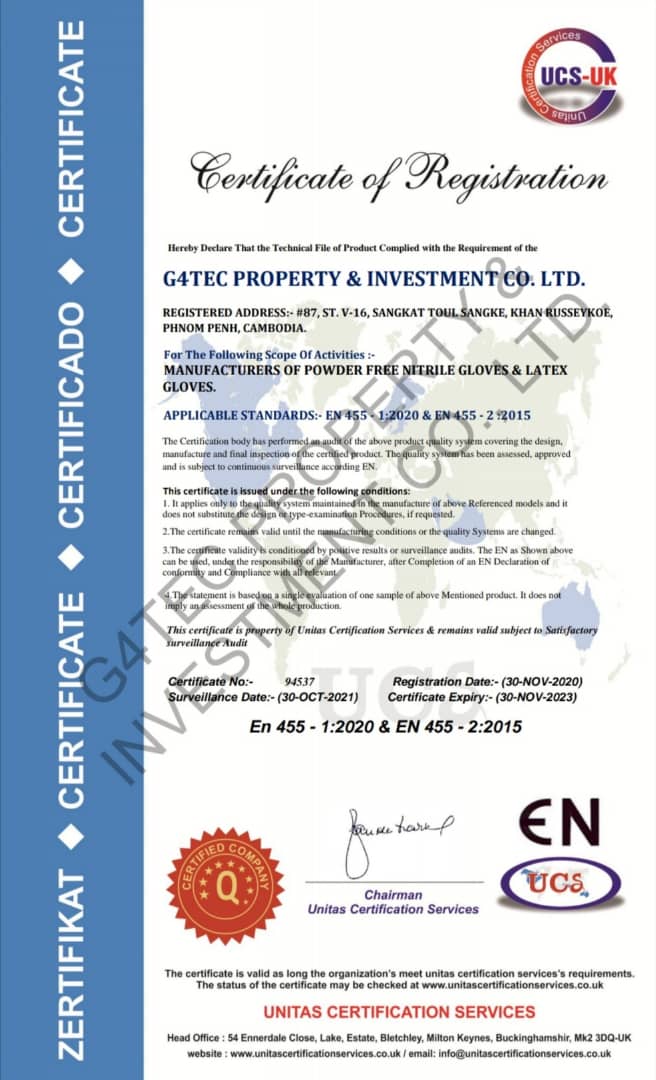 ZERTIFIKAT ◆ CERTIFICATE ◆ CERTIFICADO ◆ CERTIFICATE
Unitas Certification Services
UCS-UK
Certificate of Registration
Hereby Declare That the Technical File of Product Complied with the Requirement of the
G4TEC PROPERTY & INVESTMENT CO. LTD.
REGISTERED ADDRESS:- #87, ST. V-16, SANGKAT TOUL SANGKE, KHAN RUSSEYKOE,
PHNOM PENH, CAMBODIA.
For The Following Scope Of Activities :-
MANUFACTURERS OF POWDER FREE NITRILE GLOVES & LATEX
GLOVES.
APPLICABLE STANDARDS:- EN 455 - 1:2020 & EN 455 - 2 :2015
The Certification body has performed an audit of the above product quality system covering the design,
manufacture and final inspection of the certified product. The quality system has been assessed, approved
and is subject to continuous surveillance according EN.
This certificate is issued under the following conditions:
1. It applies only to the quality system maintained in the manufacture of above Referenced models and it
does not substitute the design or type-examination Procedures, if requested.
2.The certificate remains valid until the manufacturing conditions or the quality Systems are changed.
3.The certificate validity is conditioned by positive results or surveillance audits. The EN as Shown above
can be used, under the responsibility of the Manufacturer, after Completion of an EN Declaration of
conformity and Compliance with all relevant.
4.The statement is based on a single evaluation of one sample of above Mentioned product. It does not
imply an assessment of the whole production.
This certificate is property of Unitas Certification Services & remains valid subject to Satisfactory
surveillance Audit
UCS
Certificate No:- 94537 Registration Date:- (30-NOV-2020)
Surveillance Date:- (30-OCT-2021) Certificate Expiry:- (30-NOV-2023)
En 455 - 1:2020 & EN 455 - 2:2015
G4TEC PROPERTY &
INVESTMENT CO. LTD.
CERTIFIED COMPANY
Q
EN
UCS
Chairman
Unitas Certification Services
The certificate is valid as long the organization's meet unitas certification services's requirements.
The status of the certificate may be checked at www.unitascertificationservices.co.uk
UNITAS CERTIFICATION SERVICES
Head Office : 54 Ennerdale Close, Lake, Estate, Bletchley, Milton Keynes, Buckinghamshir, Mk2 3DQ-UK
website : www.unitascertificationservices.co.uk / email: info@unitascertificationservices.co.uk